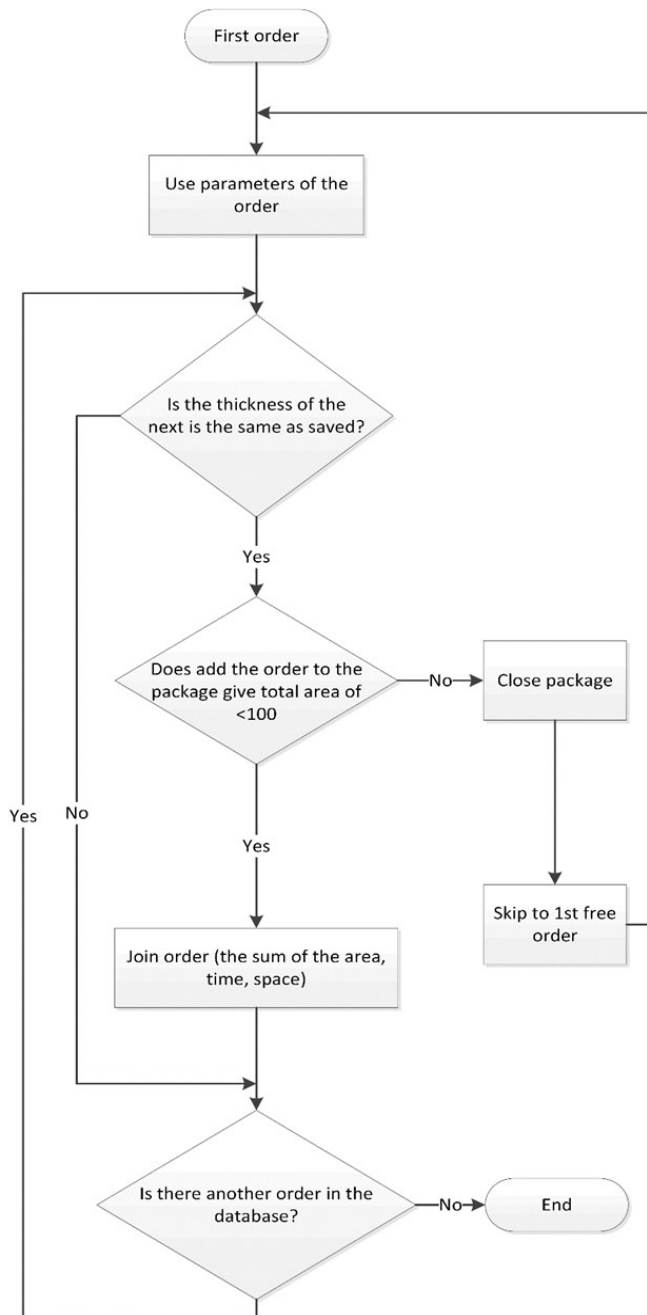 First order
Use parameters of the
order
Is the thickness of the
next is the same as saved?
Yes
Does add the order to the
package give total area of
<100
No
Close package
Yes
No
Yes
Skip to 1st free
order
Join order (the sum of the area,
time, space)
Is there another order in the
database?
No
End